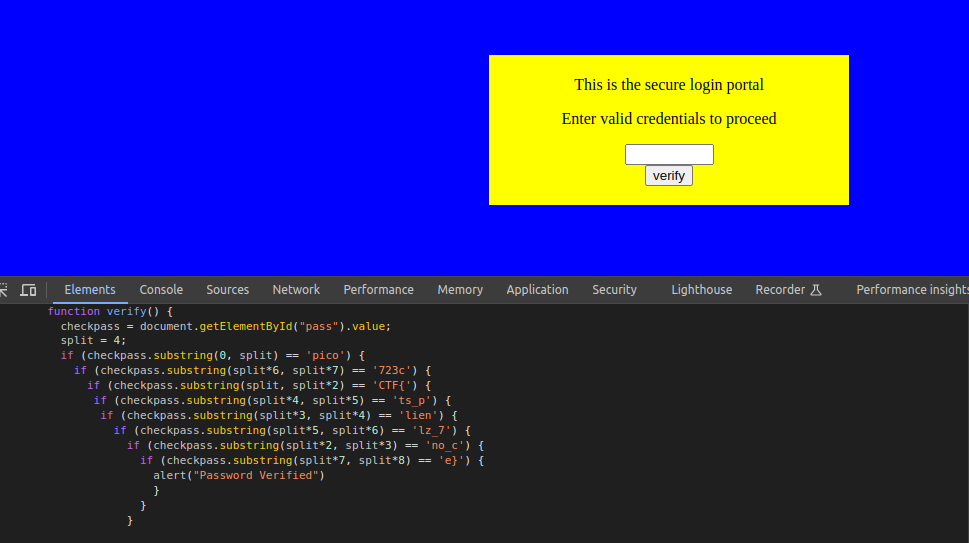 This is the secure login portal
Enter valid credentials to proceed
verify
Elements Console Sources Network Performance Memory Application Security Lighthouse Recorder Performance insights
function verify() {
checkpass = document.getElementById("pass").value;
split = 4;
if (checkpass.substring(0, split) == 'pico') {
if (checkpass.substring(split*6, split*7) == '723c') {
if (checkpass.substring(split, split*2) == 'CTF{') {
if (checkpass.substring(split*4, split*5) == 'ts_p') {
if (checkpass.substring(split*3, split*4) == 'lien') {
if (checkpass.substring(split*5, split*6) == 'lz_7') {
if (checkpass.substring(split*2, split*3) == 'no_c') {
if (checkpass.substring(split*7, split*8) == 'e}') {
alert("Password Verified")
}
}
}